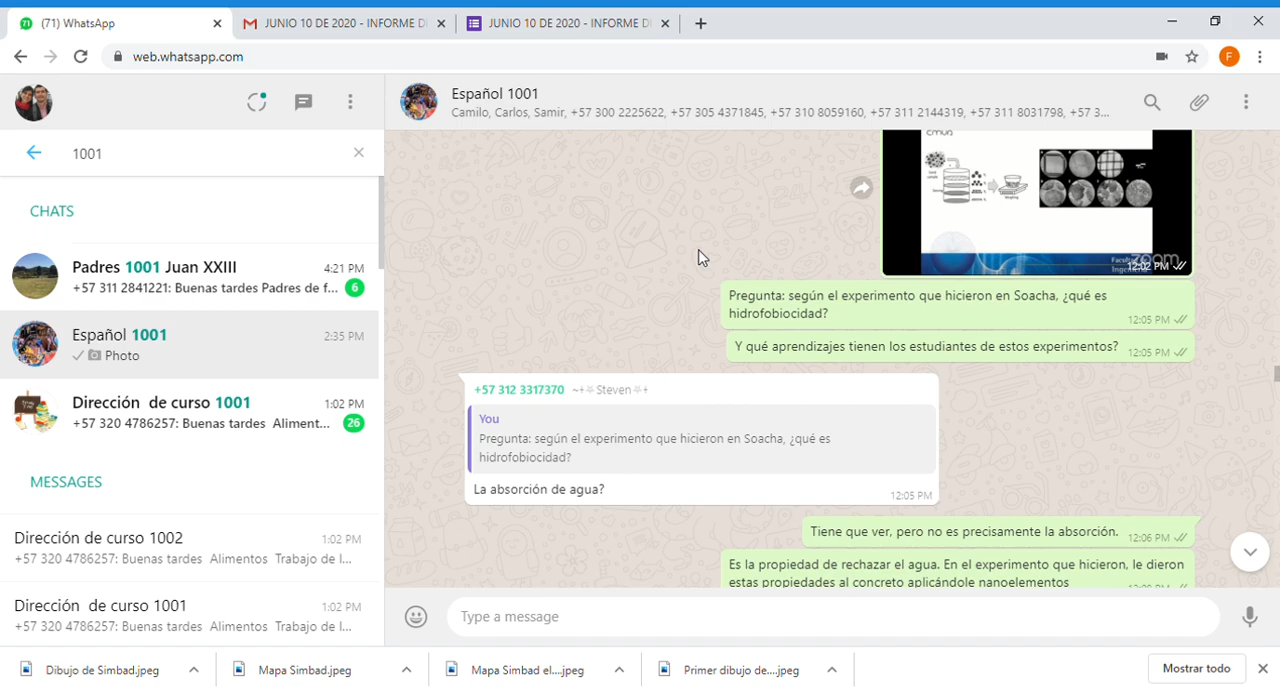 (71) WhatsApp
JUNIO 10 DE 2020 - INFORME D
JUNIO 10 DE 2020 - INFORME DE
web.whatsapp.com
F
1001
CHATS
Padres 1001 Juan XXIII
4:21 PM
+57 311 2841221: Buenas tardes Padres de f...
6
Español 1001
2:35 PM
Photo
Dirección de curso 1001
1:02 PM
+57 320 4786257: Buenas tardes Aliment...
26
MESSAGES
Dirección de curso 1002
1:02 PM
+57 320 4786257: Buenas tardes Alimentos Trabajo de l...
Dirección de curso 1001
1:02 PM
+57 320 4786257: Buenas tardes Alimentos Trabajo de l...
Español 1001
Camilo, Carlos, Samir, +57 300 2225622, +57 305 4371845, +57 310 8059160, +57 311 2144319, +57 311 8031798, +57 3...
zoom
12:02 PM
Pregunta: según el experimento que hicieron en Soacha, ¿qué es
hidrofobiocidad?
12:05 PM
Y qué aprendizajes tienen los estudiantes de estos experimentos?
12:05 PM
+57 312 3317370 ~✝⛧Steven⛧✝
You
Pregunta: según el experimento que hicieron en Soacha, ¿qué es
hidrofobiocidad?
La absorción de agua?
12:05 PM
Tiene que ver, pero no es precisamente la absorción.
12:06 PM
Es la propiedad de rechazar el agua. En el experimento que hicieron, le dieron
estas propiedades al concreto aplicándole nanoelementos
Type a message
Dibujo de Simbad.jpeg
Mapa Simbad.jpeg
Mapa Simbad el....jpeg
Primer dibujo de....jpeg
Mostrar todo